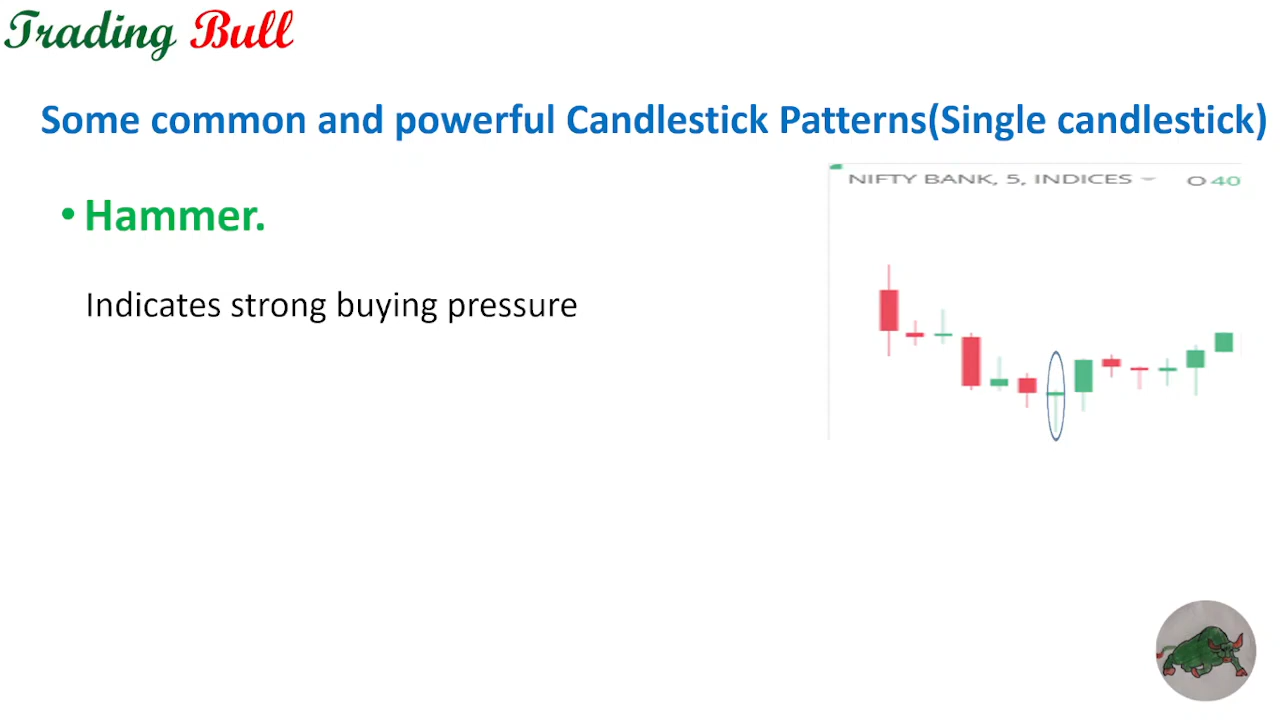 Trading Bull
Some common and powerful Candlestick Patterns(Single candlestick)
• Hammer.
NIFTY BANK, 5, INDICES O 40
Indicates strong buying pressure